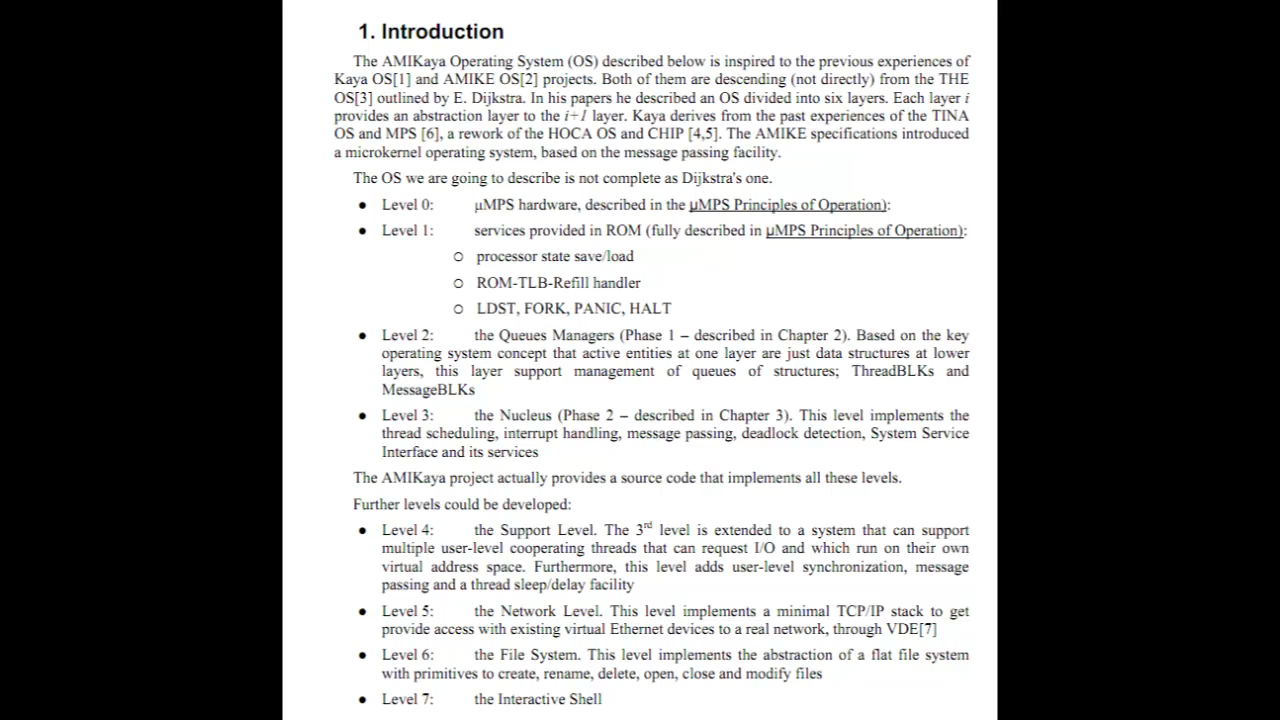 1. Introduction
The AMIKaya Operating System (OS) described below is inspired to the previous experiences of
Kaya OS[1] and AMIKE OS[2] projects. Both of them are descending (not directly) from the THE
OS[3] outlined by E. Dijkstra. In his papers he described an OS divided into six layers. Each layer i
provides an abstraction layer to the i+1 layer. Kaya derives from the past experiences of the TINA
OS and MPS [6], a rework of the HOCA OS and CHIP [4,5]. The AMIKE specifications introduced
a microkernel operating system, based on the message passing facility.
The OS we are going to describe is not complete as Dijkstra's one.
● Level 0: µMPS hardware, described in the µMPS Principles of Operation):
● Level 1: services provided in ROM (fully described in µMPS Principles of Operation):
○ processor state save/load
○ ROM-TLB-Refill handler
○ LDST, FORK, PANIC, HALT
● Level 2: the Queues Managers (Phase 1 – described in Chapter 2). Based on the key
operating system concept that active entities at one layer are just data structures at lower
layers, this layer support management of queues of structures; ThreadBLKs and
MessageBLKs
● Level 3: the Nucleus (Phase 2 – described in Chapter 3). This level implements the
thread scheduling, interrupt handling, message passing, deadlock detection, System Service
Interface and its services
The AMIKaya project actually provides a source code that implements all these levels.
Further levels could be developed:
● Level 4: the Support Level. The 3rd level is extended to a system that can support
multiple user-level cooperating threads that can request I/O and which run on their own
virtual address space. Furthermore, this level adds user-level synchronization, message
passing and a thread sleep/delay facility
● Level 5: the Network Level. This level implements a minimal TCP/IP stack to get
provide access with existing virtual Ethernet devices to a real network, through VDE[7]
● Level 6: the File System. This level implements the abstraction of a flat file system
with primitives to create, rename, delete, open, close and modify files
● Level 7: the Interactive Shell